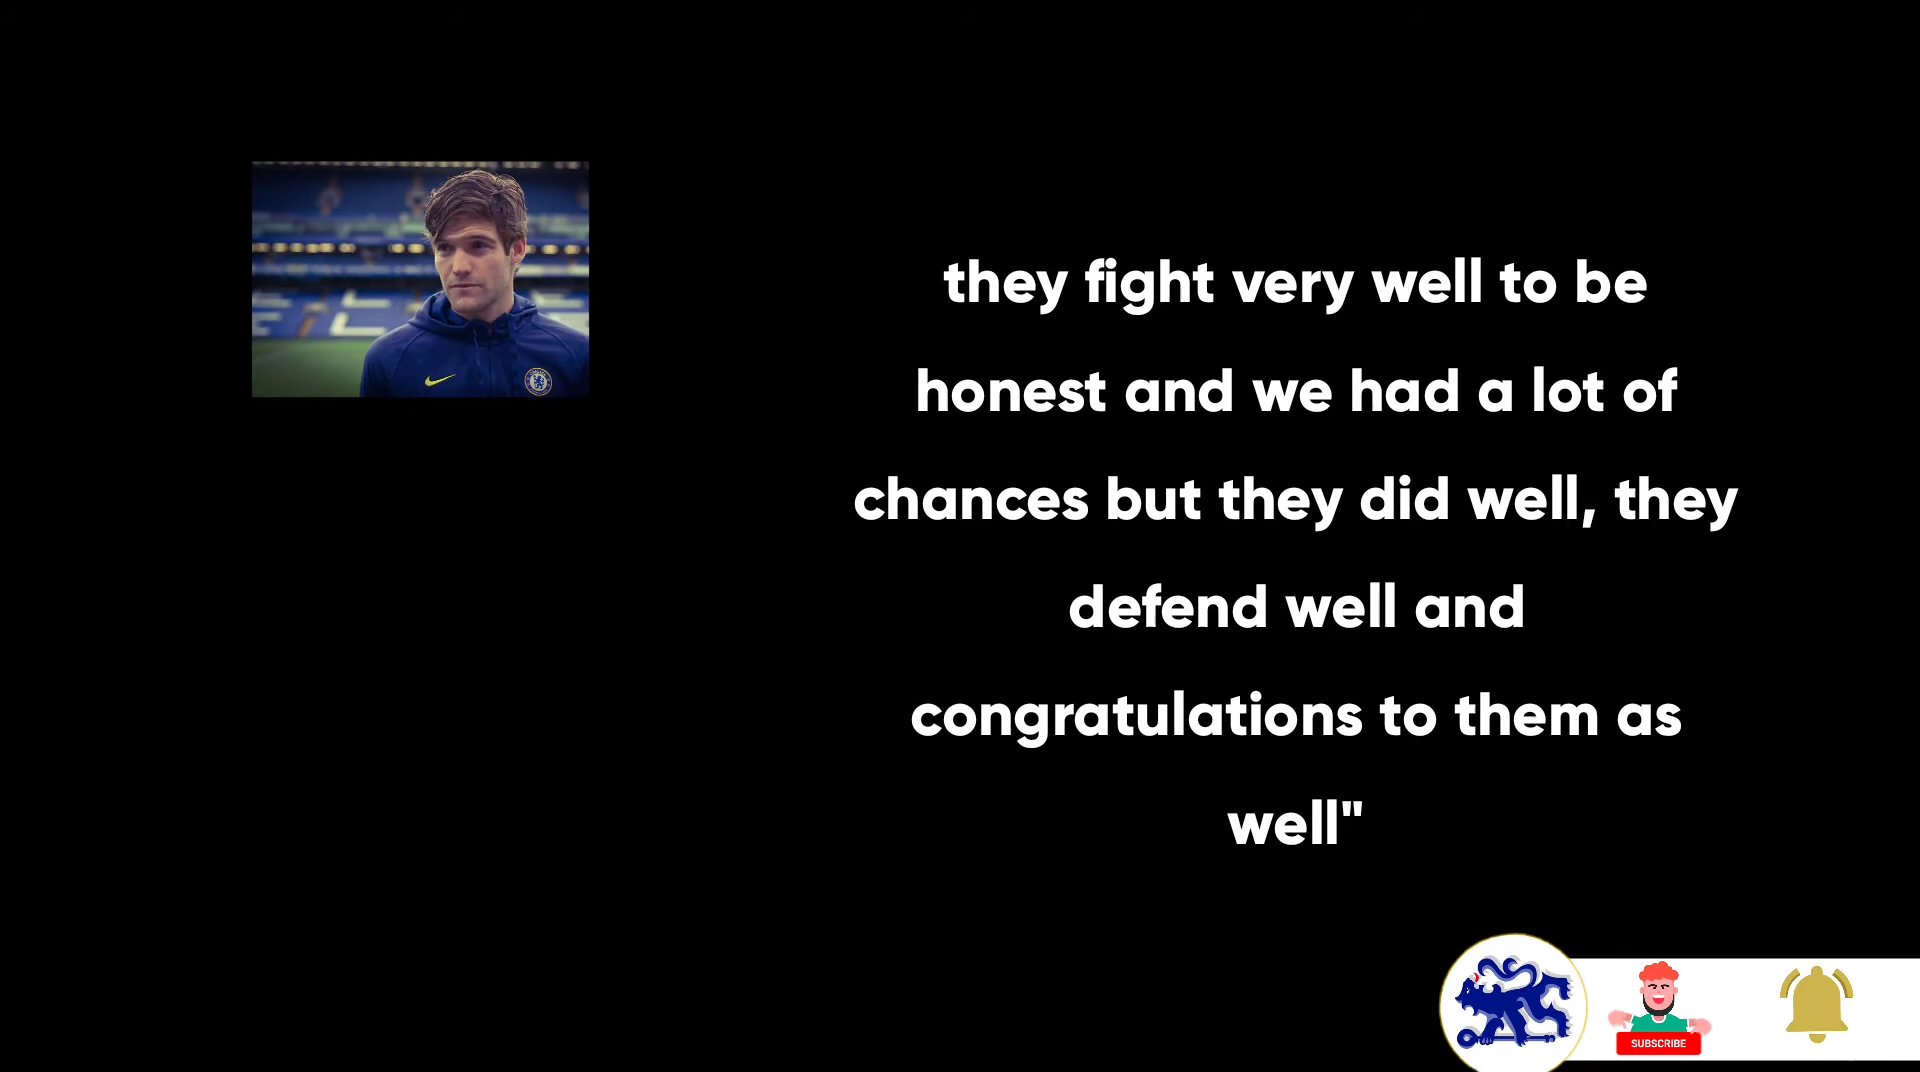 they fight very well to be
honest and we had a lot of
chances but they did well, they
defend well and
congratulations to them as
well"
SUBSCRIBE